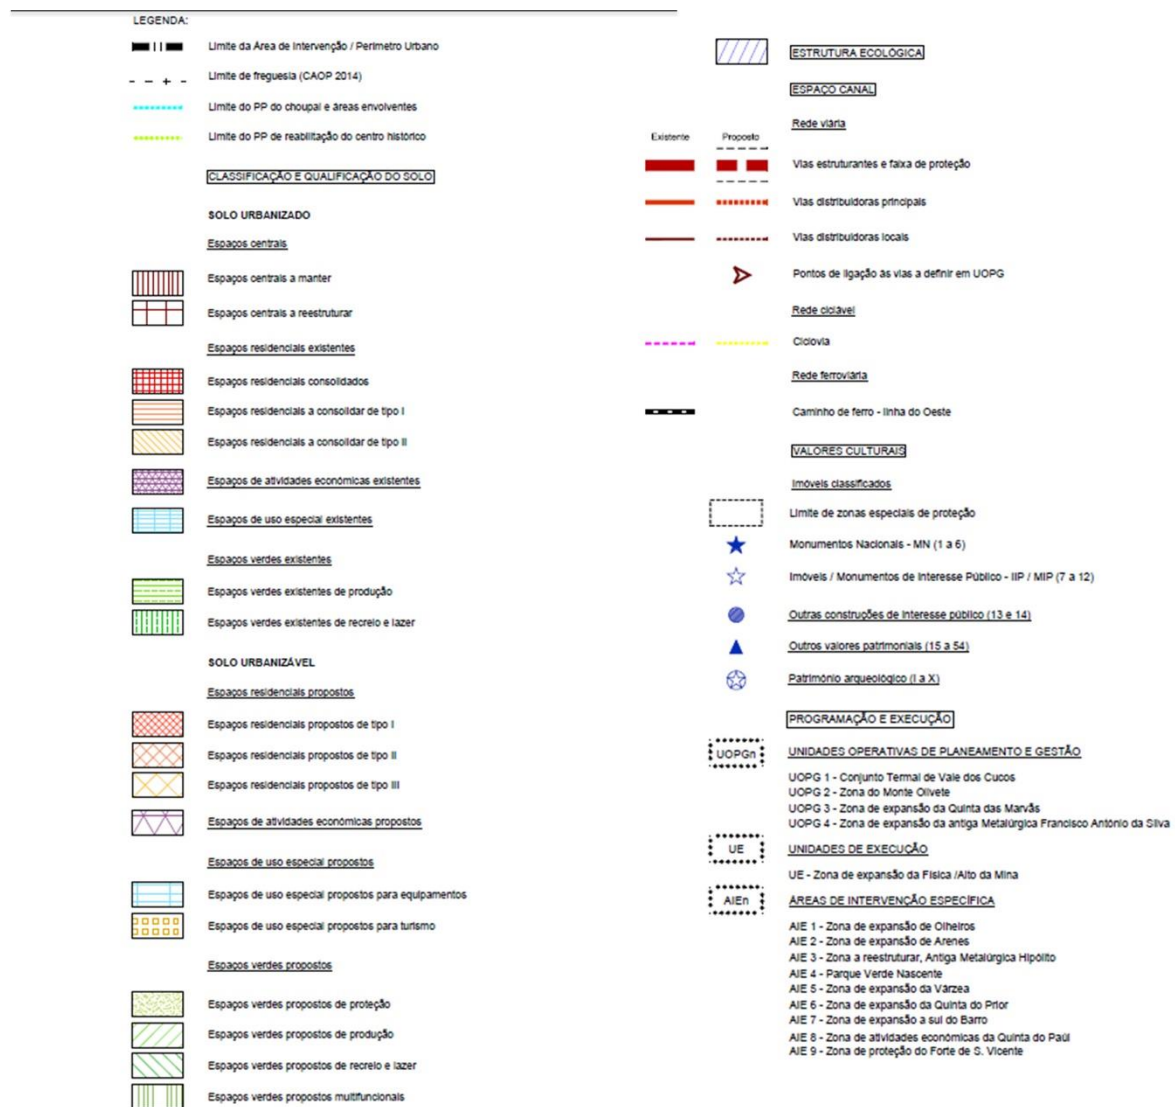 LEGENDA:
Limite da Área de Intervenção / Perímetro Urbano
Limite de freguesia (CAOP 2014)
Limite do PP do choupal e áreas envolventes
Limite do PP de reabilitação do centro histórico
CLASSIFICAÇÃO E QUALIFICAÇÃO DO SOLO
SOLO URBANIZADO
Espaços centrais
Espaços centrais a manter
Espaços centrais a reestruturar
Espaços residenciais existentes
Espaços residenciais consolidados
Espaços residenciais a consolidar de tipo I
Espaços residenciais a consolidar de tipo II
Espaços de atividades económicas existentes
Espaços de uso especial existentes
Espaços verdes existentes
Espaços verdes existentes de produção
Espaços verdes existentes de recreio e lazer
SOLO URBANIZÁVEL
Espaços residenciais propostos
Espaços residenciais propostos de tipo I
Espaços residenciais propostos de tipo II
Espaços residenciais propostos de tipo III
Espaços de atividades económicas propostos
Espaços de uso especial propostos
Espaços de uso especial propostos para equipamentos
Espaços de uso especial propostos para turismo
Espaços verdes propostos
Espaços verdes propostos de proteção
Espaços verdes propostos de produção
Espaços verdes propostos de recreio e lazer
Espaços verdes propostos multifuncionais
ESTRUTURA ECOLÓGICA
ESPAÇO CANAL
Rede viária
Existente Proposto
Vias estruturantes e faixa de proteção
Vias distribuidoras principais
Vias distribuidoras locais
Pontos de ligação às vias a definir em UOPG
Rede ciclável
Ciclovia
Rede ferroviária
Caminho de ferro - linha do Oeste
VALORES CULTURAIS
Imóveis classificados
Limite de zonas especiais de proteção
Monumentos Nacionais - MN (1 a 6)
Imóveis / Monumentos de Interesse Público - IIP / MIP (7 a 12)
Outras construções de interesse público (13 e 14)
Outros valores patrimoniais (15 a 54)
Património arqueológico (I a X)
PROGRAMAÇÃO E EXECUÇÃO
UOPGn UNIDADES OPERATIVAS DE PLANEAMENTO E GESTÃO
UOPG 1 - Conjunto Termal de Vale dos Cucos
UOPG 2 - Zona do Monte Olivete
UOPG 3 - Zona de expansão da Quinta das Marvãs
UOPG 4 - Zona de expansão da antiga Metalúrgica Francisco António da Silva
UE UNIDADES DE EXECUÇÃO
UE - Zona de expansão da Física /Alto da Mina
AIEn ÁREAS DE INTERVENÇÃO ESPECÍFICA
AIE 1 - Zona de expansão de Olheiros
AIE 2 - Zona de expansão de Arenes
AIE 3 - Zona a reestruturar, Antiga Metalúrgica Hipólito
AIE 4 - Parque Verde Nascente
AIE 5 - Zona de expansão da Várzea
AIE 6 - Zona de expansão da Quinta do Prior
AIE 7 - Zona de expansão a sul do Barro
AIE 8 - Zona de atividades económicas da Quinta do Paúl
AIE 9 - Zona de proteção do Forte de S. Vicente